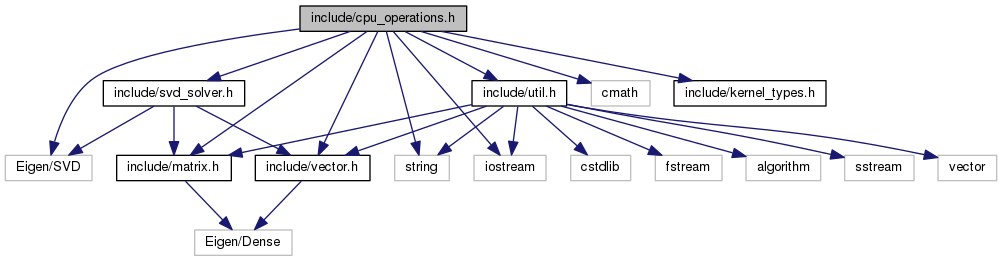 include/cpu_operations.h
include/svd_solver.h
include/util.h
cmath
include/kernel_types.h
Eigen/SVD
include/matrix.h
include/vector.h
string
iostream
cstdlib
fstream
algorithm
sstream
vector
Eigen/Dense